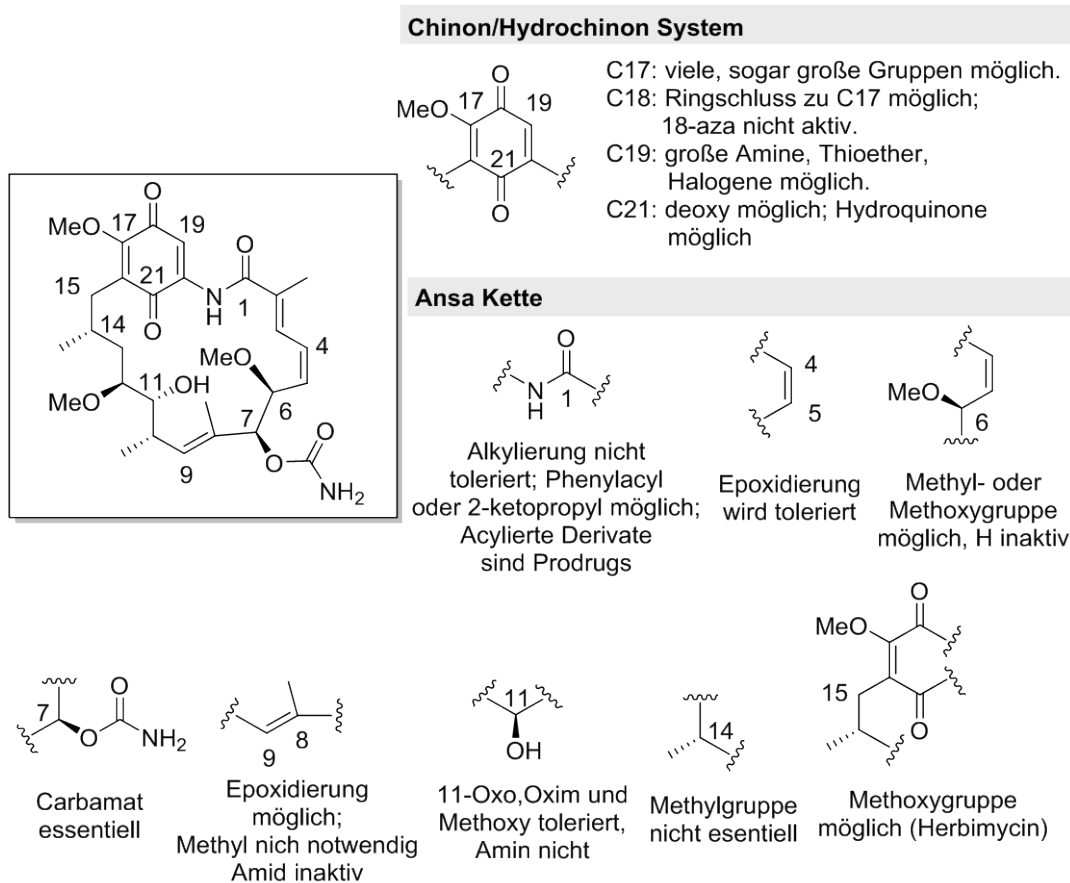 Chinon/Hydrochinon System
O
MeO
17
19
21
O
C17: viele, sogar große Gruppen möglich.
C18: Ringschluss zu C17 möglich;
18-aza nicht aktiv.
C19: große Amine, Thioether,
Halogene möglich.
C21: deoxy möglich; Hydroquinone
möglich
O
MeO
17
19
O
15
21
N
H
1
14
O
4
MeO
11
OH
6
MeO
7
9
O
O
NH2
Ansa Kette
O
N
H
1
Alkylierung nicht
toleriert; Phenylacyl
oder 2-ketopropyl möglich;
Acylierte Derivate
sind Prodrugs
4
5
Epoxidierung
wird toleriert
MeO
6
Methyl- oder
Methoxygruppe
möglich, H inaktiv
7
O
O
NH2
Carbamat
essentiell
9
8
Epoxidierung
möglich;
Methyl nich notwendig
Amid inaktiv
11
OH
11-Oxo,Oxim und
Methoxy toleriert,
Amin nicht
14
Methylgruppe
nicht esentiell
O
MeO
15
O
Methoxygruppe
möglich (Herbimycin)